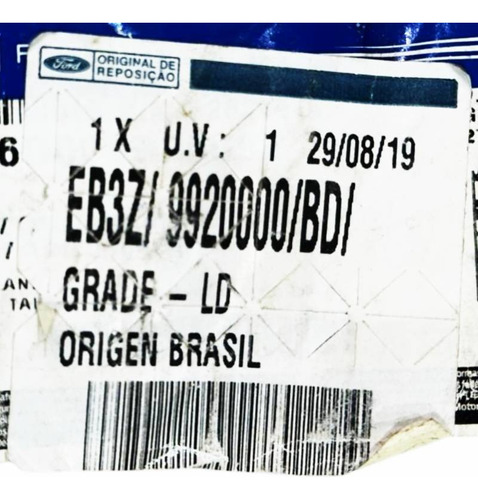 Ford
ORIGINAL DE
REPOSIÇÃO
1 X U.V: 1 29/08/19
EB3Z/ 9920000/BD/
GRADE - LD
ORIGEN BRASIL